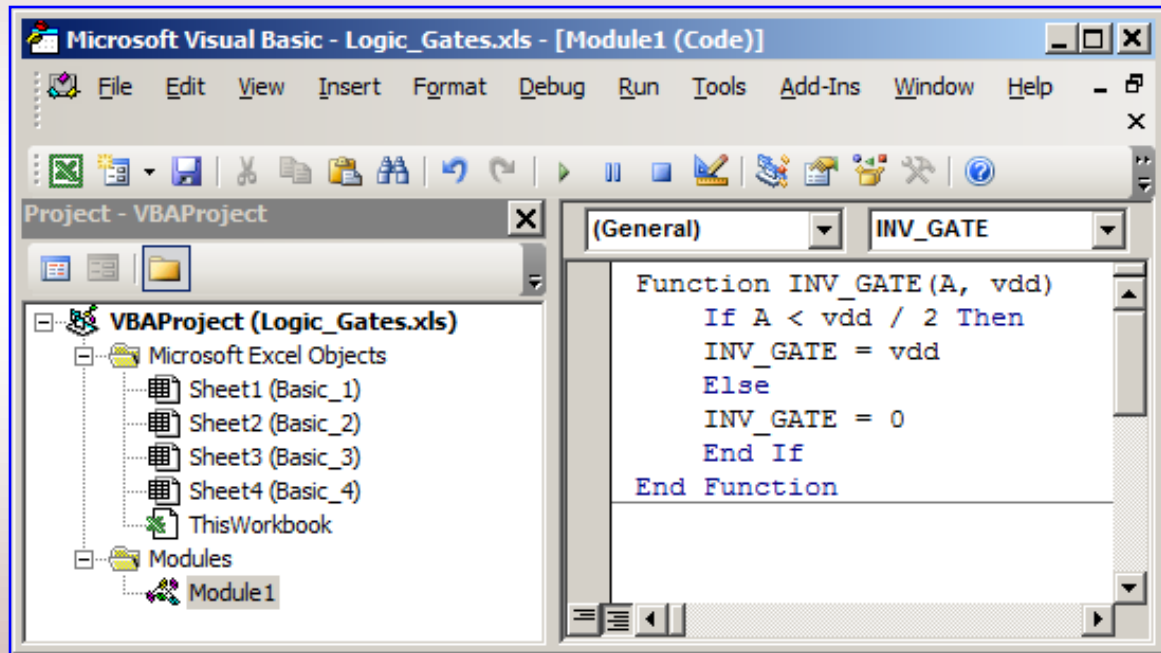 Microsoft Visual Basic - Logic_Gates.xls - [Module1 (Code)]
File Edit View Insert Format Debug Run Tools Add-Ins Window Help
Project - VBAProject
VBAProject (Logic_Gates.xls)
Microsoft Excel Objects
Sheet1 (Basic_1)
Sheet2 (Basic_2)
Sheet3 (Basic_3)
Sheet4 (Basic_4)
ThisWorkbook
Modules
Module1
(General) INV_GATE
Function INV_GATE(A, vdd)
If A < vdd / 2 Then
INV_GATE = vdd
Else
INV_GATE = 0
End If
End Function